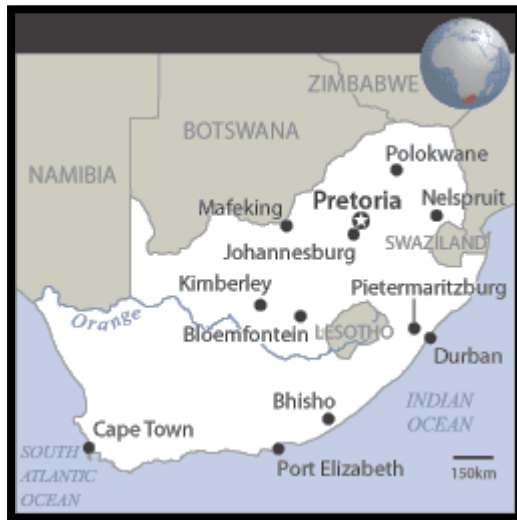 ZIMBABWE
BOTSWANA
NAMIBIA
Polokwane
Pretoria
Nelspruit
Mafeking
Johannesburg
SWAZILAND
Kimberley
Pietermaritzburg
Orange
Bloemfontein
LESOTHO
Durban
Bhisho
INDIAN
OCEAN
Cape Town
SOUTH
ATLANTIC
OCEAN
Port Elizabeth
150km